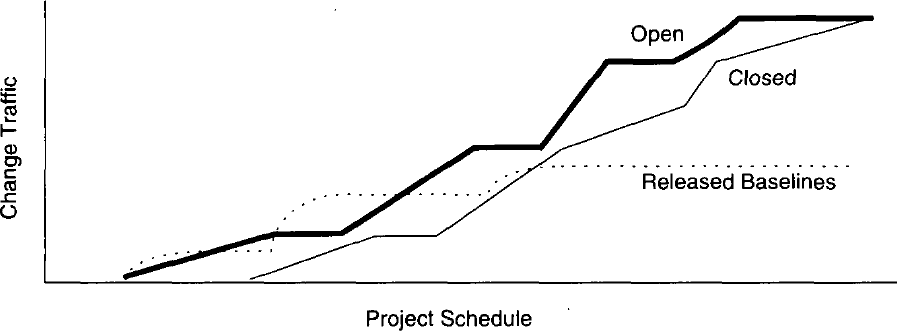 Open
Closed
Change Traffic
Released Baselines
Project Schedule